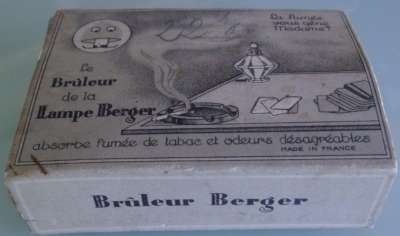 La fumée
vous gêne
Madame?
Le
Brûleur
de la
Lampe Berger
absorbe fumée de tabac et odeurs désagréables
MADE IN FRANCE
Brûleur Berger